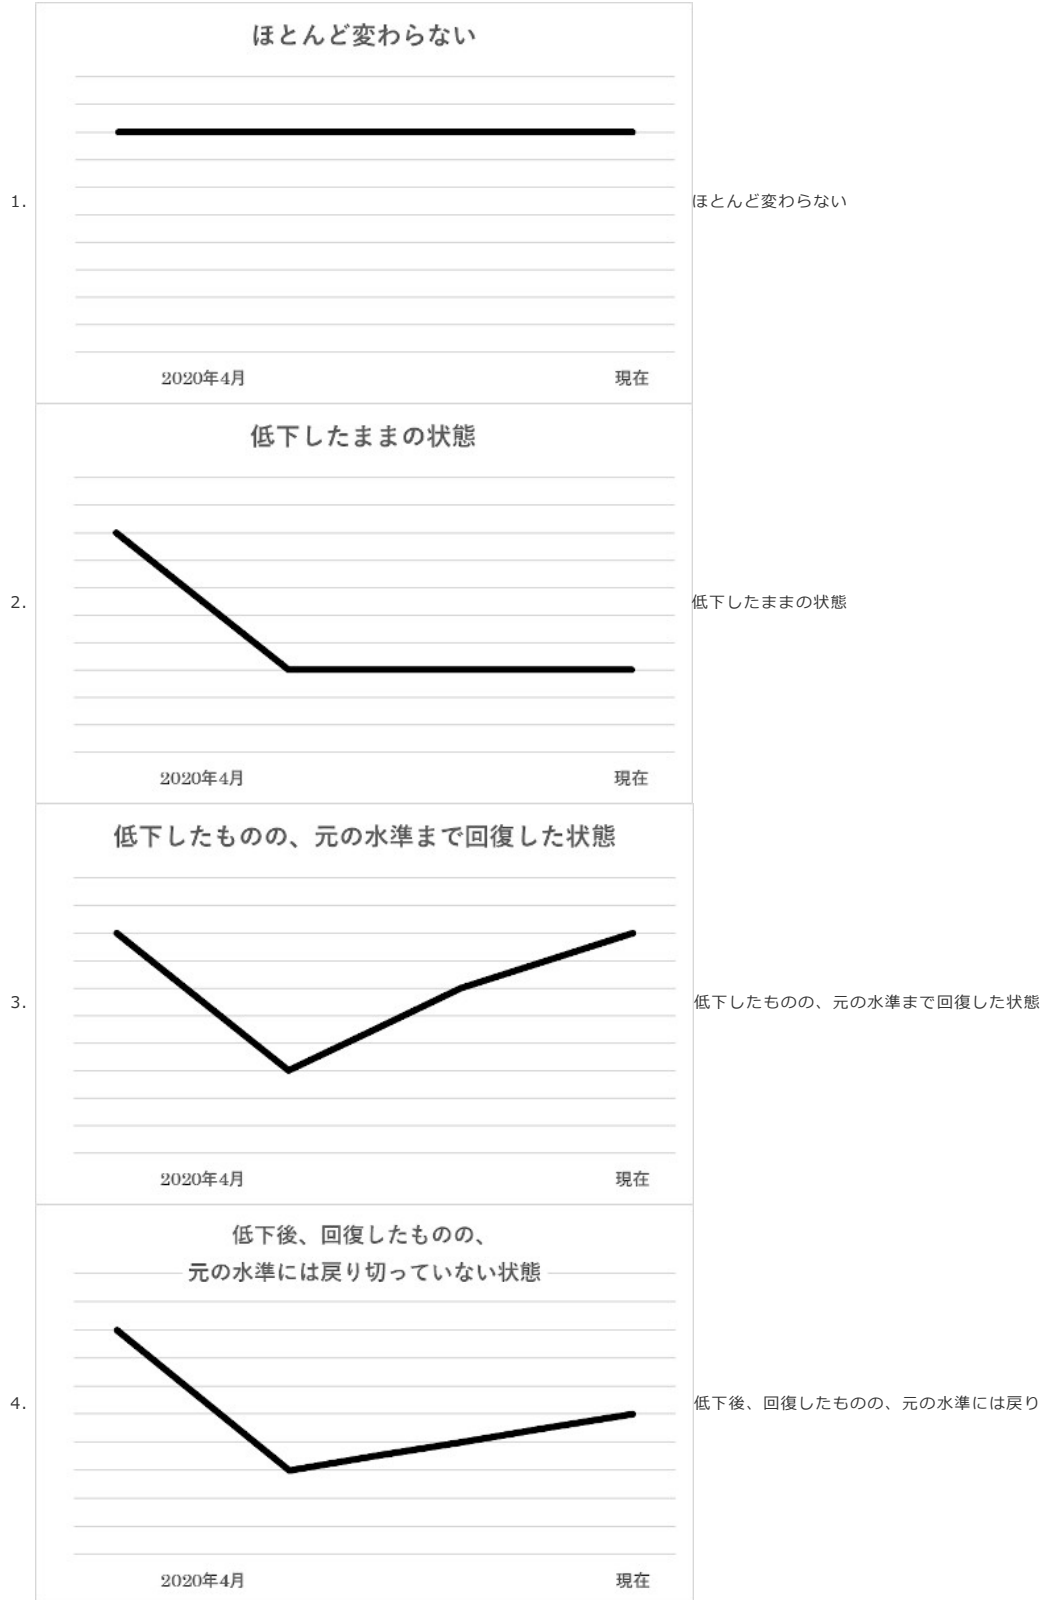 ほとんど変わらない
1.
ほとんど変わらない
2020年4月
現在
低下したままの状態
2.
低下したままの状態
2020年4月
現在
低下したものの、元の水準まで回復した状態
3.
低下したものの、元の水準まで回復した状態
2020年4月
現在
低下後、回復したものの、
元の水準には戻り切っていない状態
4.
低下後、回復したものの、元の水準には戻り
2020年4月
現在